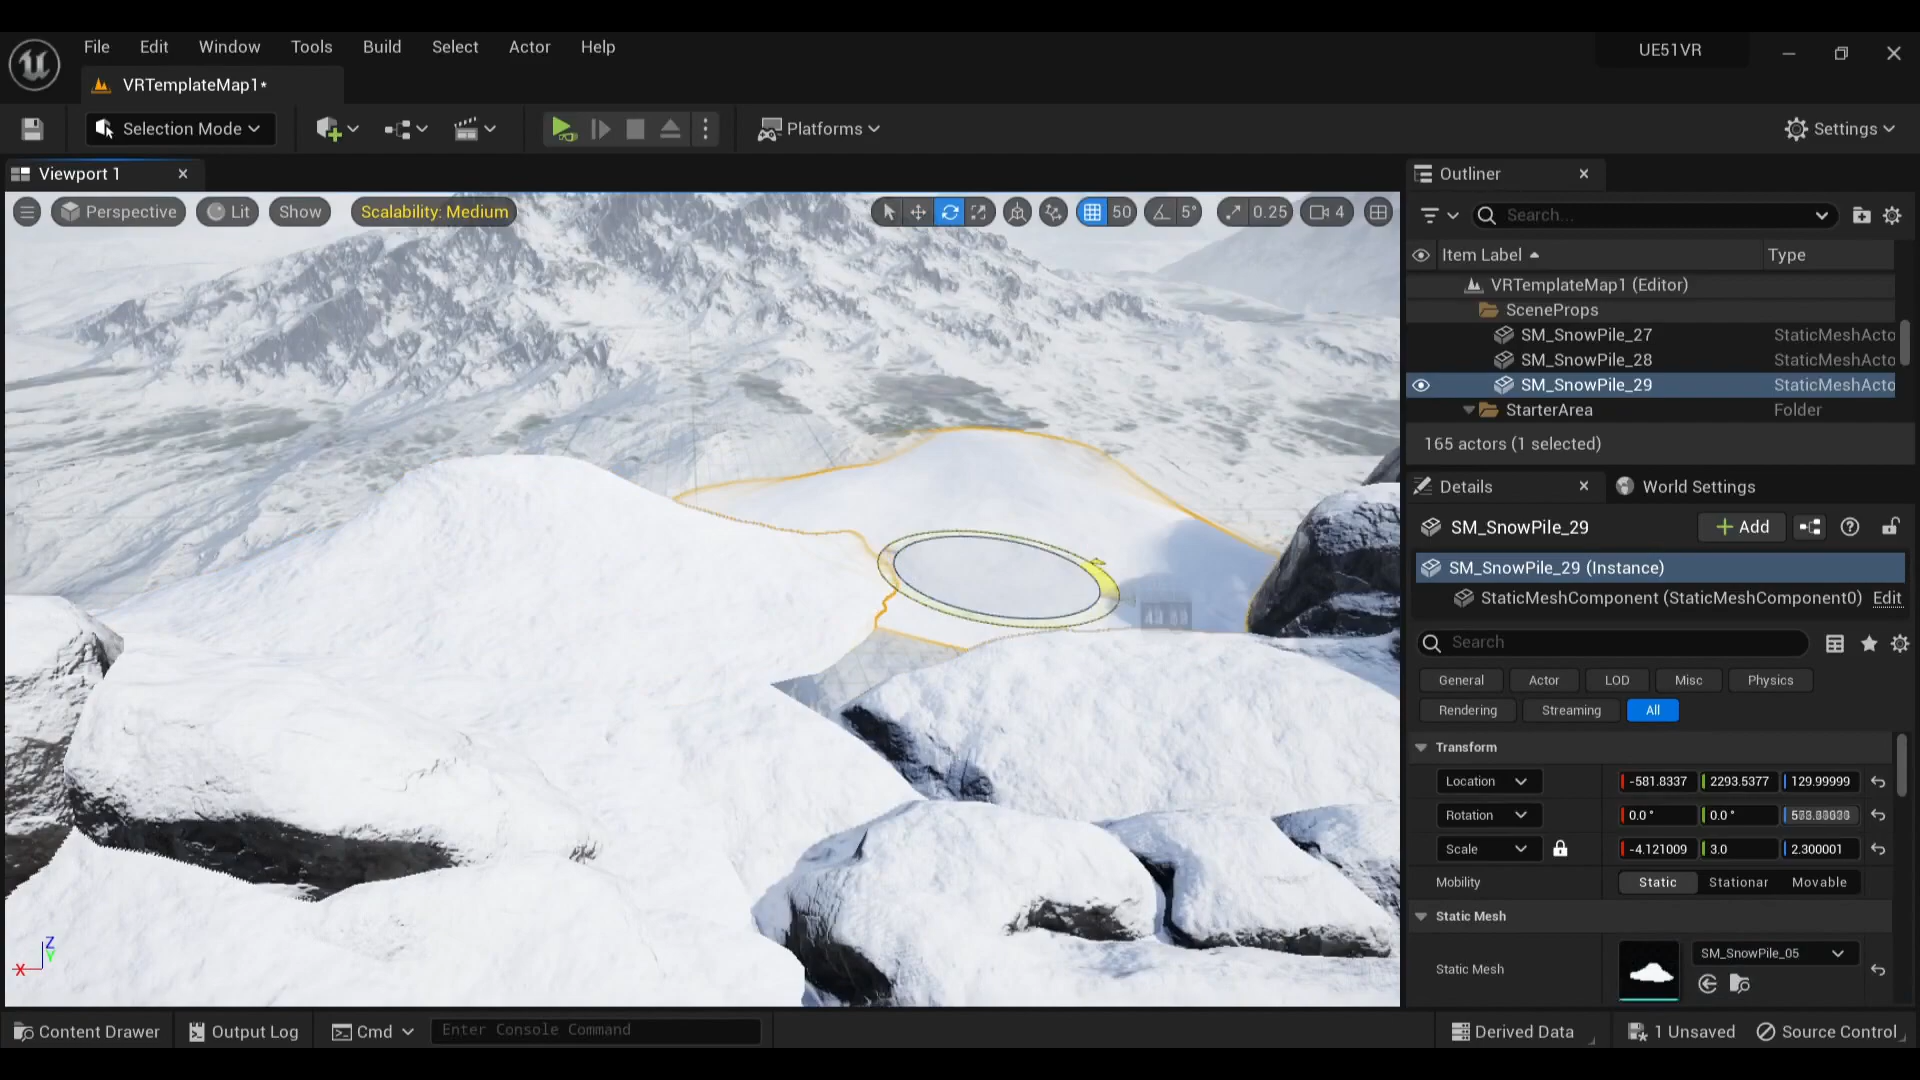 File Edit Window Tools Build Select Actor Help
UE51VR
VRTemplateMap1*
Selection Mode
Platforms
Settings
Viewport 1
Perspective Lit Show Scalability: Medium
50 5° 0.25 4
Outliner
Search...
Item Label Type
VRTemplateMap1 (Editor)
SceneProps
SM_SnowPile_27 StaticMeshActo
SM_SnowPile_28 StaticMeshActo
SM_SnowPile_29 StaticMeshActo
StarterArea Folder
165 actors (1 selected)
Details World Settings
SM_SnowPile_29 Add
SM_SnowPile_29 (Instance)
StaticMeshComponent (StaticMeshComponent0) Edit
Search
General Actor LOD Misc Physics
Rendering Streaming All
Transform
Location -581.8337 2293.5377 129.99999
Rotation 0.0° 0.0°
Scale -4.121009 3.0 2.300001
Mobility Static Stationar Movable
Static Mesh
Static Mesh SM_SnowPile_05
Z
Y
X
Content Drawer Output Log Cmd Enter Console Command
Derived Data 1 Unsaved Source Control